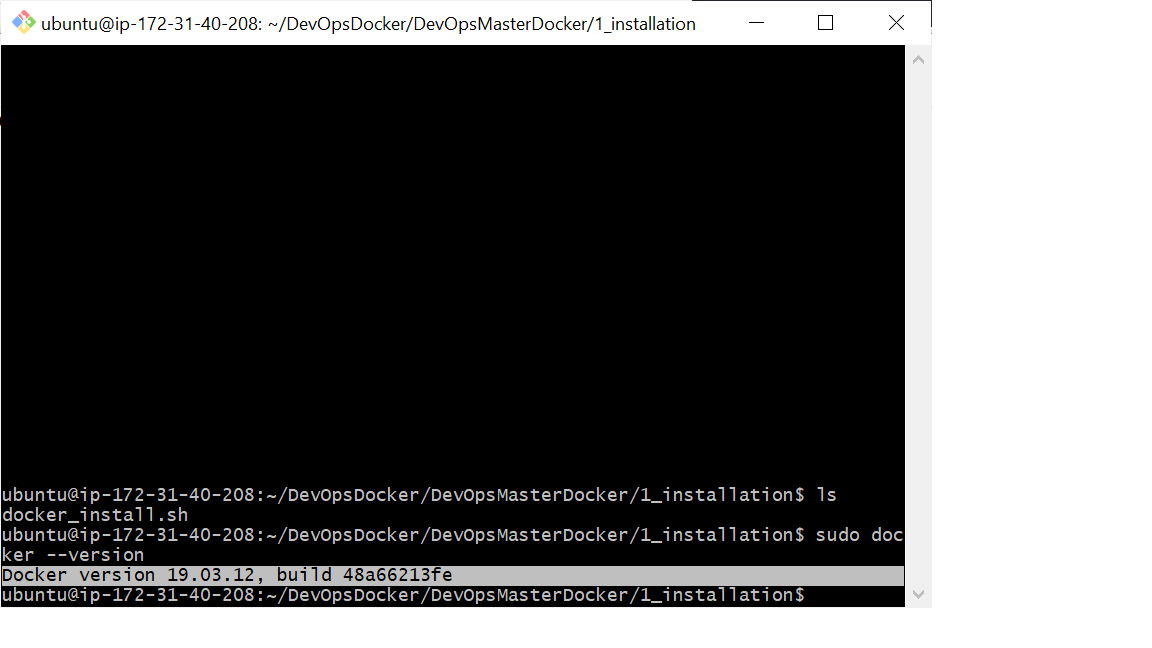 ubuntu@ip-172-31-40-208: ~/DevOpsDocker/DevOpsMasterDocker/1_installation
ubuntu@ip-172-31-40-208:~/DevOpsDocker/DevOpsMasterDocker/1_installation$ ls
docker_install.sh
ubuntu@ip-172-31-40-208:~/DevOpsDocker/DevOpsMasterDocker/1_installation$ sudo doc
ker --version
Docker version 19.03.12, build 48a66213fe
ubuntu@ip-172-31-40-208:~/DevOpsDocker/DevOpsMasterDocker/1_installation$